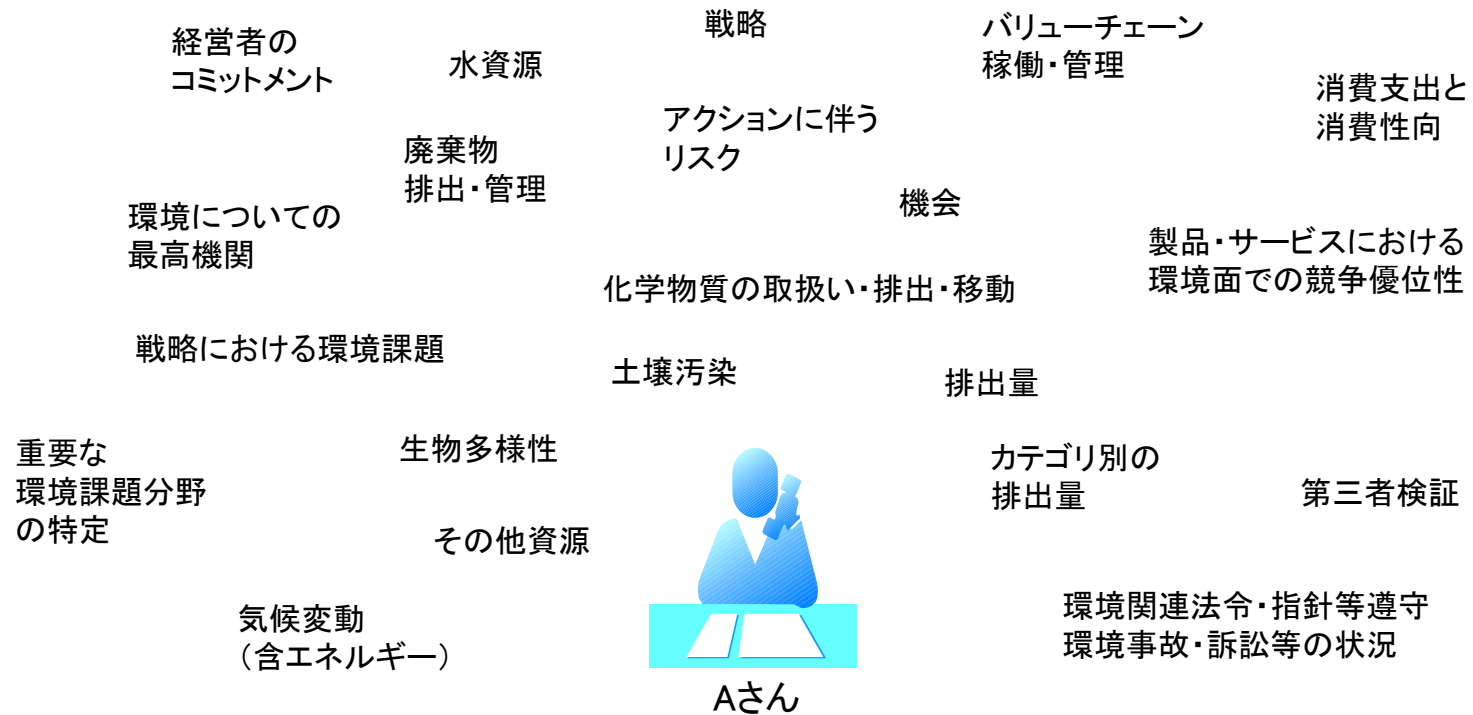 戦略
バリューチェーン
稼働・管理
経営者の
コミットメント
水資源
消費支出と
消費性向
アクションに伴う
リスク
廃棄物
排出・管理
機会
環境についての
最高機関
製品・サービスにおける
環境面での競争優位性
化学物質の取扱い・排出・移動
戦略における環境課題
土壌汚染
排出量
重要な
環境課題分野
の特定
生物多様性
カテゴリ別の
排出量
第三者検証
その他資源
気候変動
（含エネルギー）
環境関連法令・指針等遵守
環境事故・訴訟等の状況
Aさん